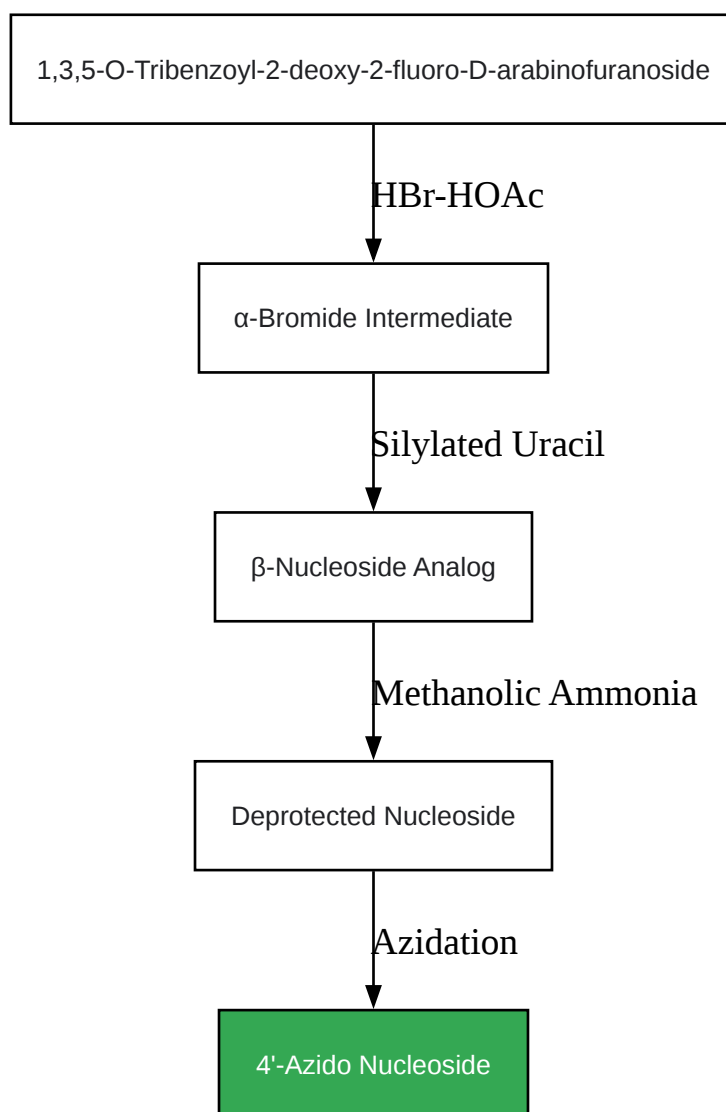 1,3,5-O-Tribenzoyl-2-deoxy-2-fluoro-D-arabinofuranoside
HBr-HOAc
α-Bromide Intermediate
Silylated Uracil
β-Nucleoside Analog
Methanolic Ammonia
Deprotected Nucleoside
Azidation
4'-Azido Nucleoside